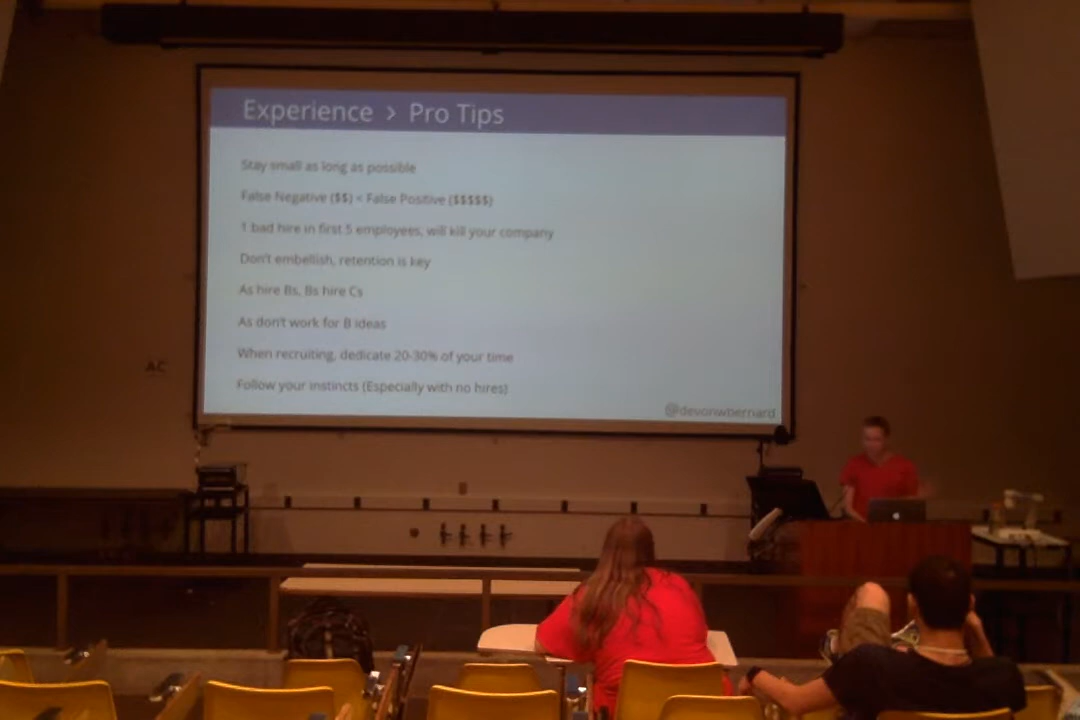 Experience > Pro Tips
Stay small as long as possible
False Negative ($$) < False Positive ($$$$$)
1 bad hire in first 5 employees, will kill your company
Don't embellish, retention is key
As hire Bs, Bs hire Cs
As don't work for B ideas
When recruiting, dedicate 20-30% of your time
Follow your instincts (Especially with no hires)
@devonwbernard
AC